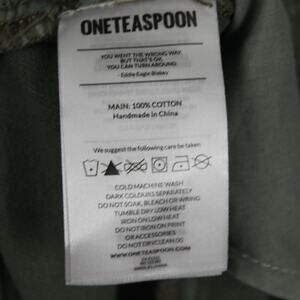 ONETEASPOON
YOU WENT THE WRONG WAY.
BUT THAT'S OK.
YOU CAN TURN AROUND.
- Eddie Eagle Blakey
MAIN: 100% COTTON
Handmade in China
We suggest the following care be taken
COLD MACHINE WASH
DARK COLOURS SEPARATELY
DO NOT SOAK, BLEACH OR WRING
TUMBLE DRY LOW HEAT
IRON ON LOW HEAT
DO NOT IRON ON PRINT
OR ACCESSORIES
DO NOT DRYCLEAN
WWW.ONETEASPOON.COM